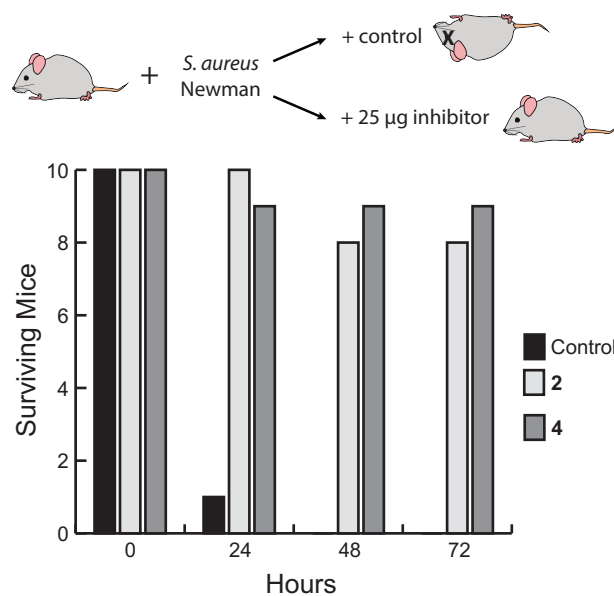 + S. aureus
Newman
+ control X
+ 25 µg inhibitor
10
8
6
4
2
0
Surviving Mice
0 24 48 72
Hours
Control
2
4